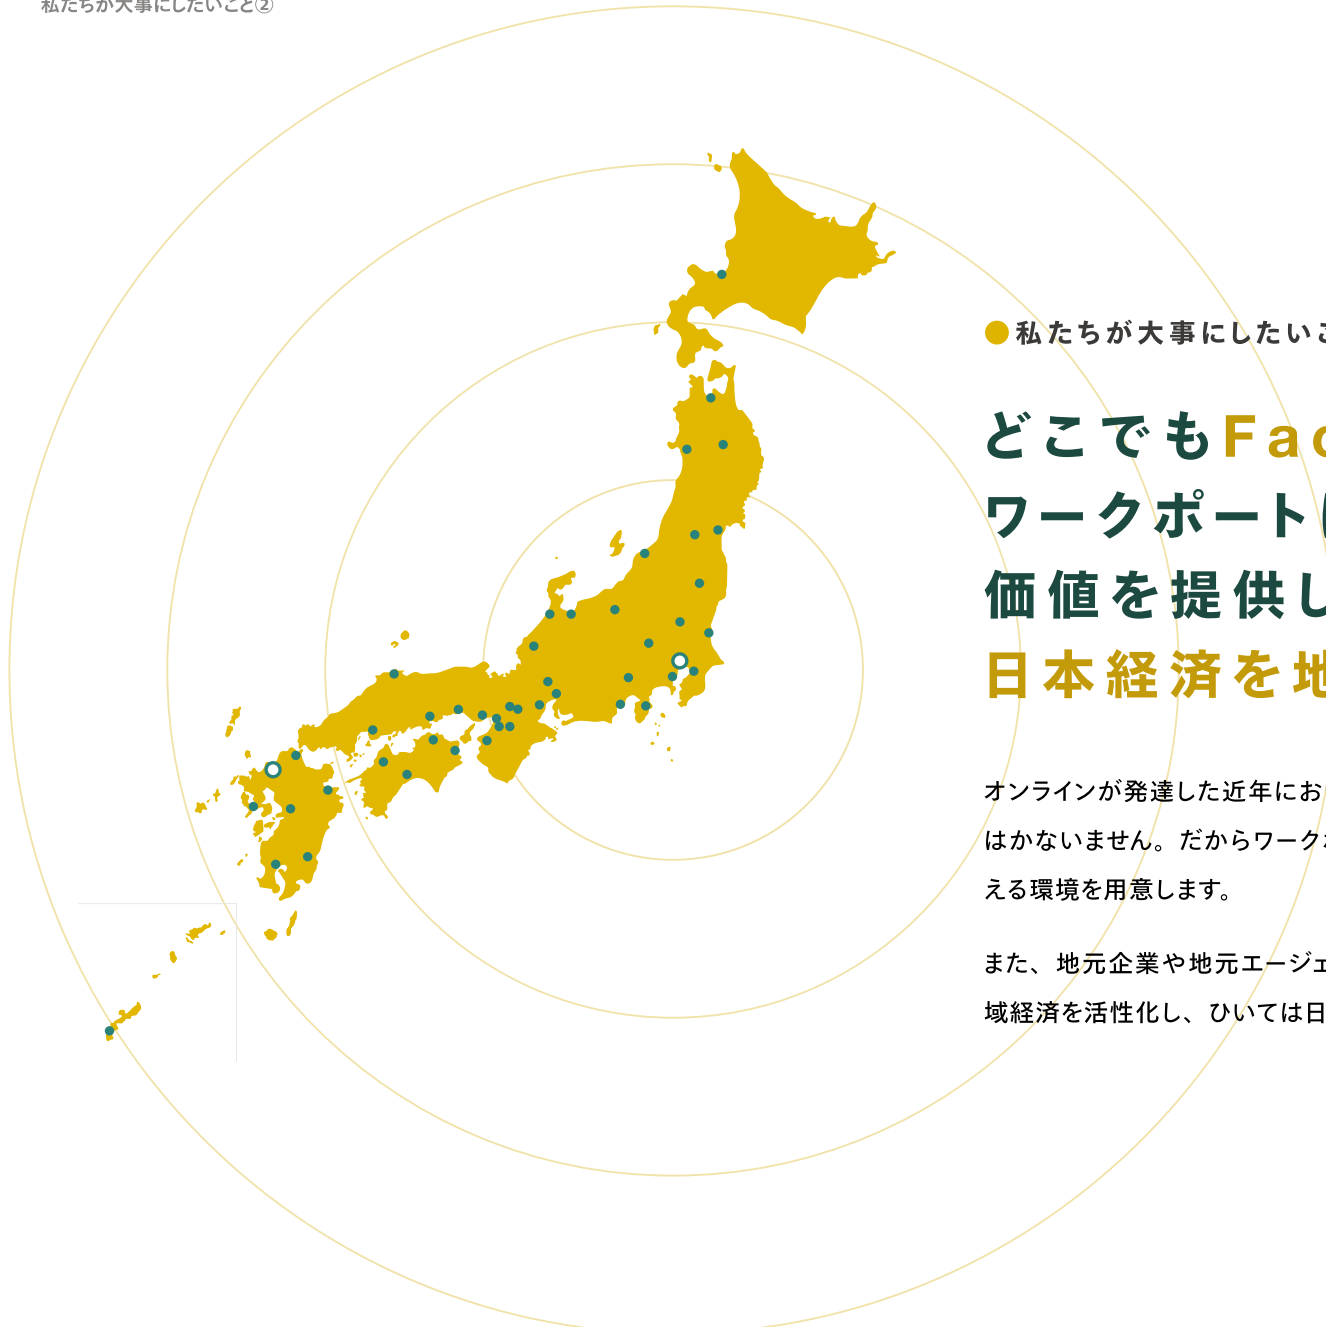 私たちが大事にしたいこと②
私たちが大事にしたいこ
どこでもFac
ワークポートは
価値を提供し
日本経済を地
オンラインが発達した近年にお
はかないません。だからワーク
える環境を用意します。
また、地元企業や地元エージェ
域経済を活性化し、ひいては日